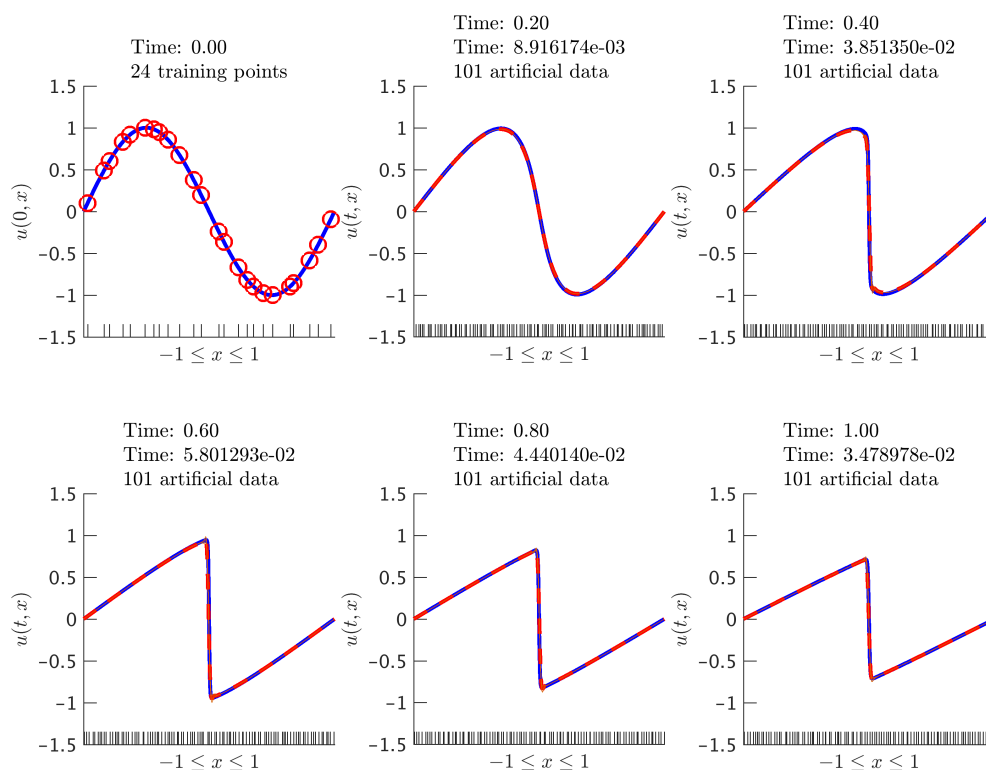 Time: 0.00
24 training points
1.5
1
0.5
0
−0.5
−1
−1.5
u(0, x)
−1 ≤ x ≤ 1
Time: 0.20
Time: 8.916174e-03
101 artificial data
1.5
1
0.5
0
−0.5
−1
−1.5
u(t, x)
−1 ≤ x ≤ 1
Time: 0.40
Time: 3.851350e-02
101 artificial data
1.5
1
0.5
0
−0.5
−1
−1.5
u(t, x)
−1 ≤ x ≤ 1
Time: 0.60
Time: 5.801293e-02
101 artificial data
1.5
1
0.5
0
−0.5
−1
−1.5
u(t, x)
−1 ≤ x ≤ 1
Time: 0.80
Time: 4.440140e-02
101 artificial data
1.5
1
0.5
0
−0.5
−1
−1.5
u(t, x)
−1 ≤ x ≤ 1
Time: 1.00
Time: 3.478978e-02
101 artificial data
1.5
1
0.5
0
−0.5
−1
−1.5
u(t, x)
−1 ≤ x ≤ 1